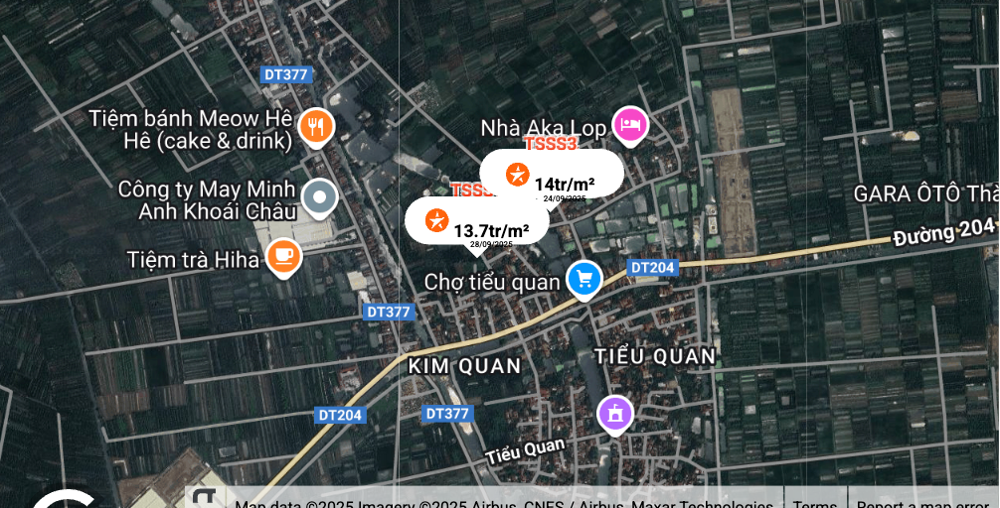 DT377
Tiệm bánh Meow Hê
Hê (cake & drink)
Nhà Aka Lop
TSSS3
14tr/m²
24/09/2025
Công ty May Minh
Anh Khoái Châu
TSSS
13.7tr/m²
28/09/2025
GARA ÔTÔ Thà
Đường 204
Tiệm trà Hiha
Chợ tiểu quan
DT204
DT377
KIM QUAN
TIỂU QUAN
DT204
DT377
Tiểu Quan
Map data ©2025 Imagery ©2025 Airbus, CNES / Airbus, Maxar Technologies
Terms
Report a map error